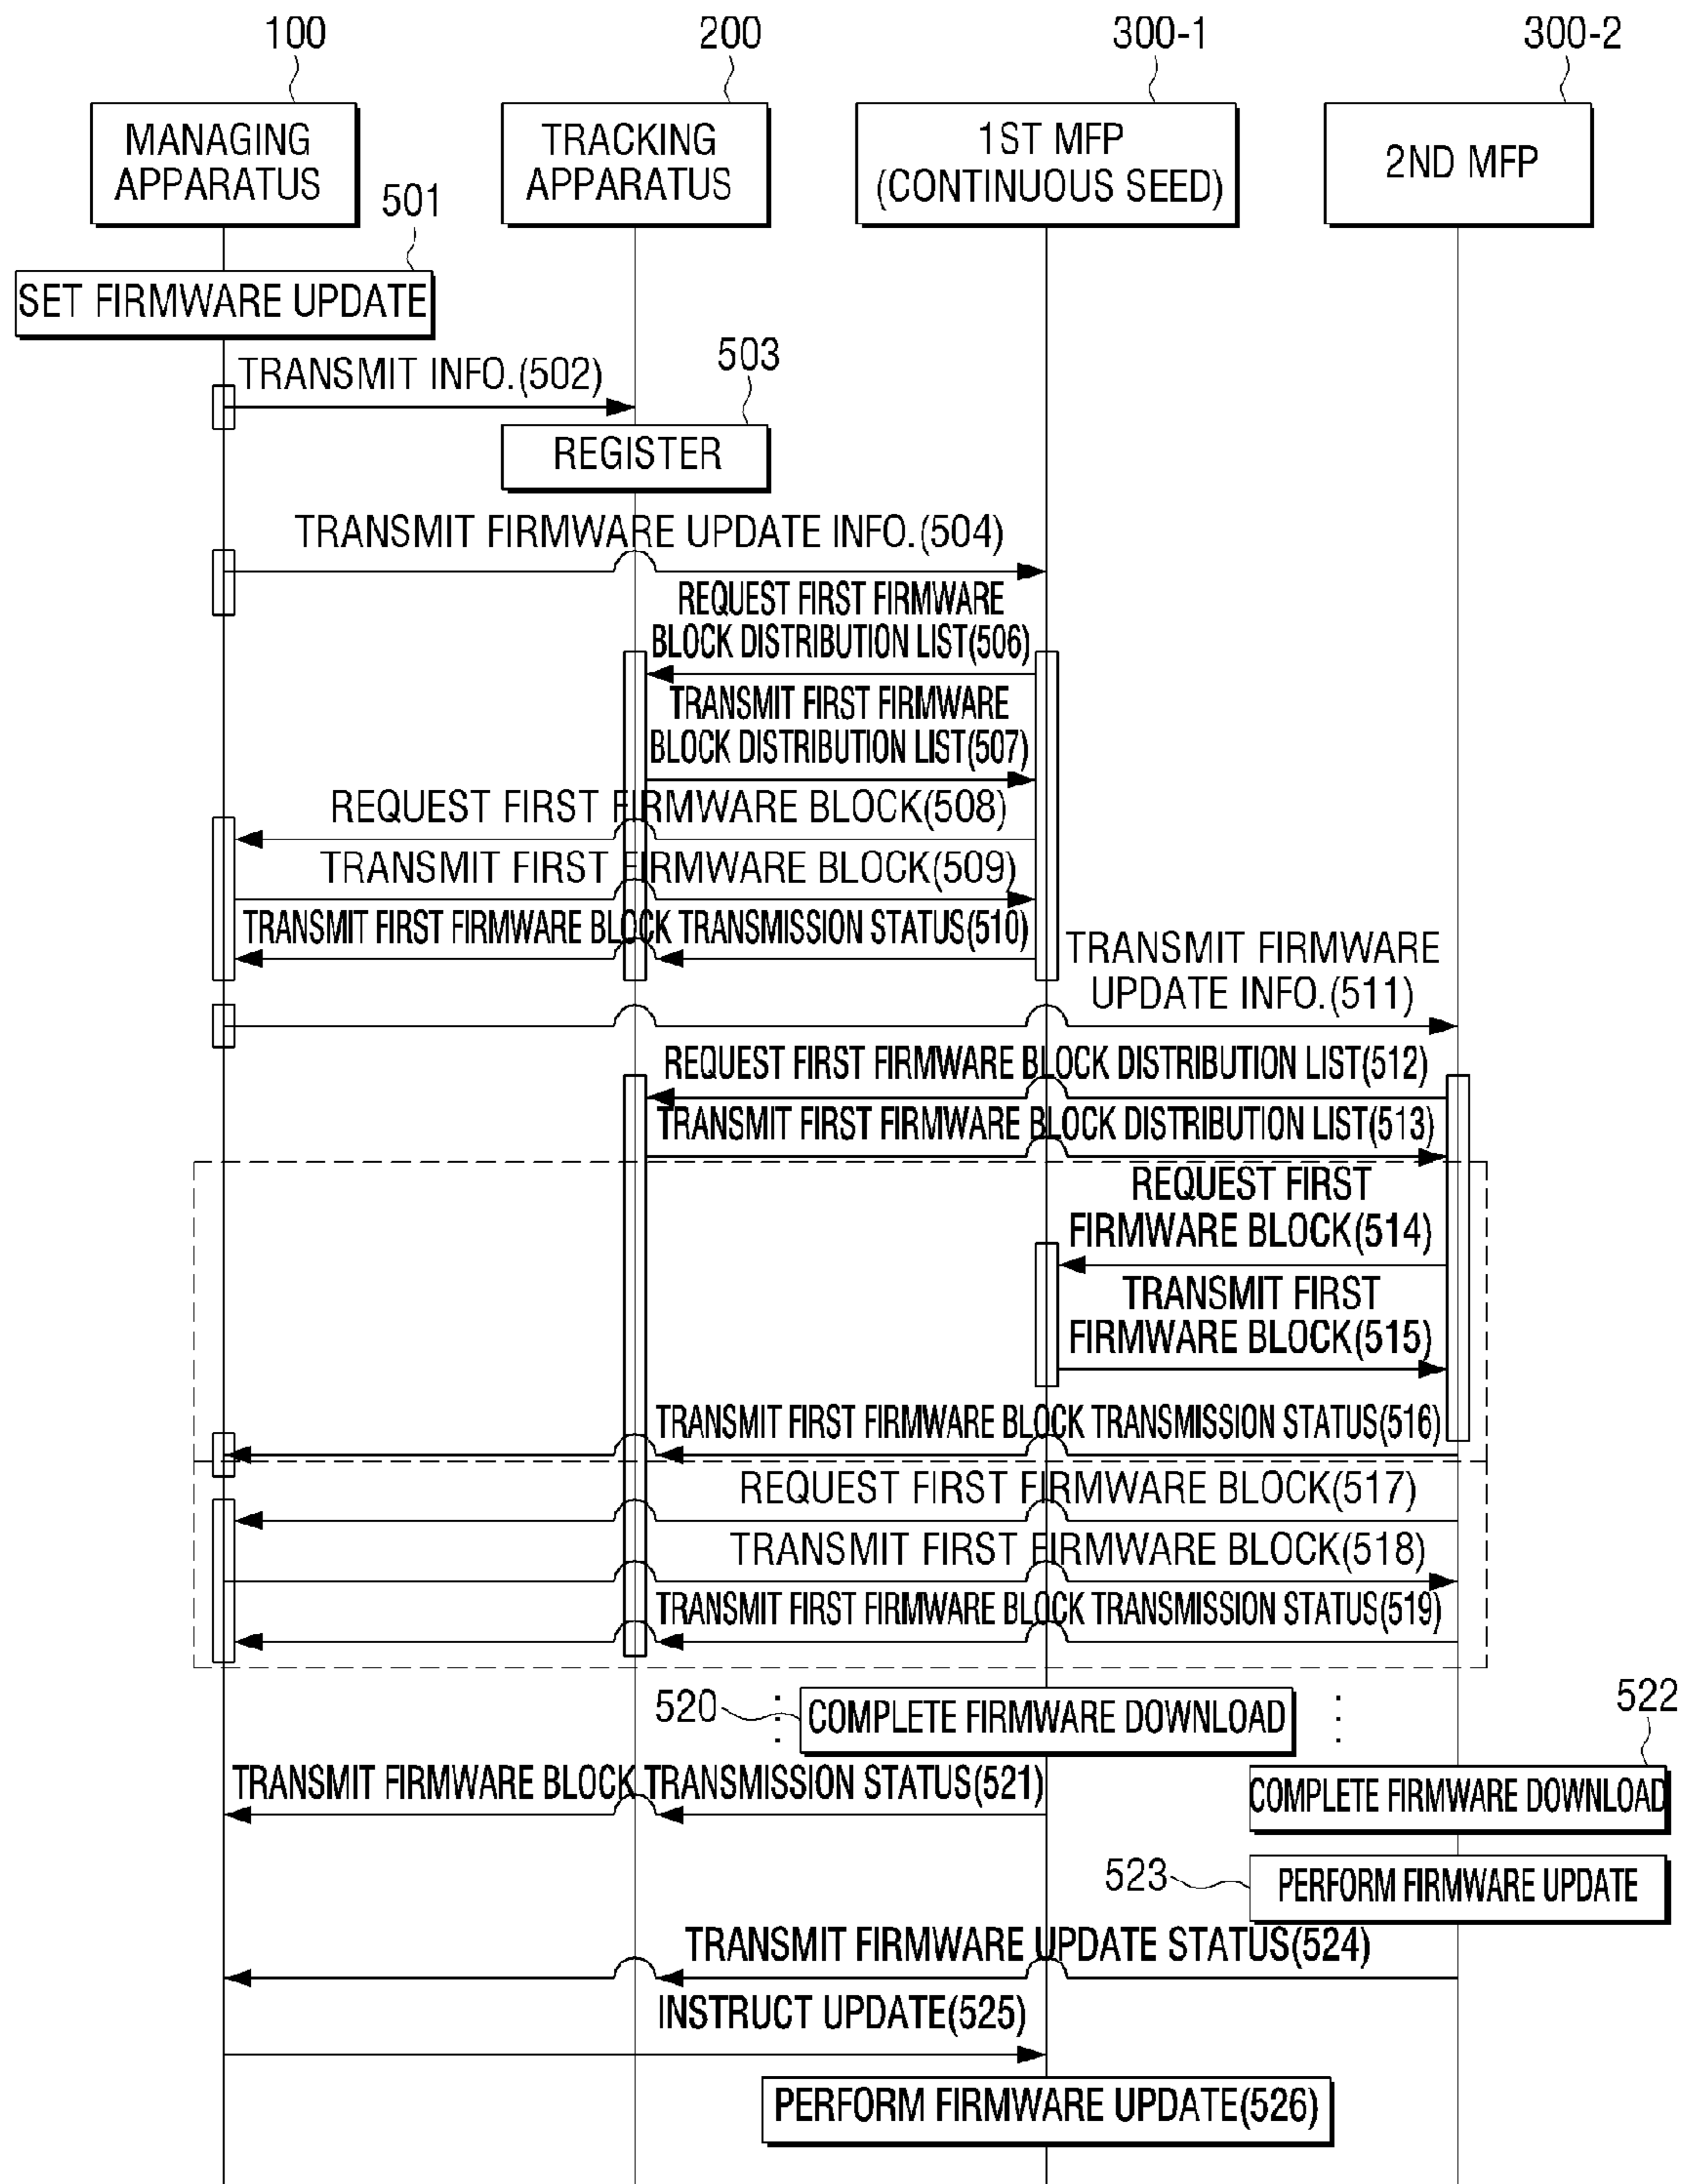 100
200
300-1
300-2
MANAGING
APPARATUS
TRACKING
APPARATUS
1ST MFP
(CONTINUOUS SEED)
2ND MFP
501
SET FIRMWARE UPDATE
TRANSMIT INFO.(502)
503
REGISTER
TRANSMIT FIRMWARE UPDATE INFO.(504)
REQUEST FIRST FIRMWARE
BLOCK DISTRIBUTION LIST(506)
TRANSMIT FIRST FIRMWARE
BLOCK DISTRIBUTION LIST(507)
REQUEST FIRST FIRMWARE BLOCK(508)
TRANSMIT FIRST FIRMWARE BLOCK(509)
TRANSMIT FIRST FIRMWARE BLOCK TRANSMISSION STATUS(510)
TRANSMIT FIRMWARE
UPDATE INFO.(511)
REQUEST FIRST FIRMWARE BLOCK DISTRIBUTION LIST(512)
TRANSMIT FIRST FIRMWARE BLOCK DISTRIBUTION LIST(513)
REQUEST FIRST
FIRMWARE BLOCK(514)
TRANSMIT FIRST
FIRMWARE BLOCK(515)
TRANSMIT FIRST FIRMWARE BLOCK TRANSMISSION STATUS(516)
REQUEST FIRST FIRMWARE BLOCK(517)
TRANSMIT FIRST FIRMWARE BLOCK(518)
TRANSMIT FIRST FIRMWARE BLOCK TRANSMISSION STATUS(519)
520
COMPLETE FIRMWARE DOWNLOAD
522
TRANSMIT FIRMWARE BLOCK TRANSMISSION STATUS(521)
COMPLETE FIRMWARE DOWNLOAD
523
PERFORM FIRMWARE UPDATE
TRANSMIT FIRMWARE UPDATE STATUS(524)
INSTRUCT UPDATE(525)
PERFORM FIRMWARE UPDATE(526)